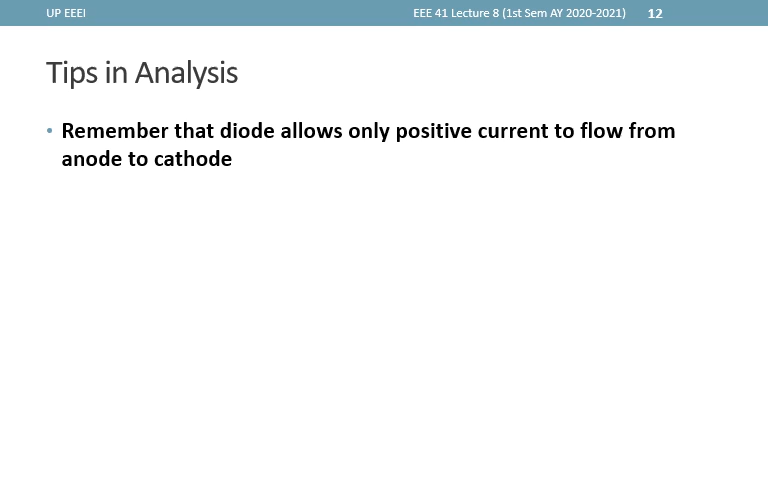 UP EEEI
EEE 41 Lecture 8 (1st Sem AY 2020-2021) 12
Tips in Analysis
• Remember that diode allows only positive current to flow from
anode to cathode